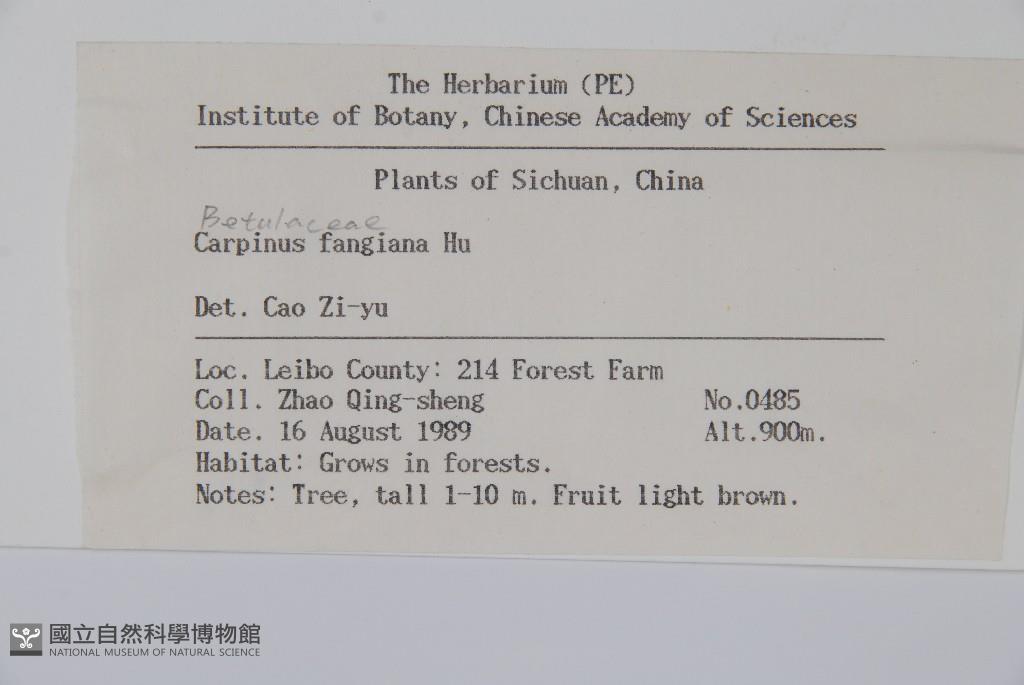 The Herbarium (PE)
Institute of Botany, Chinese Academy of Sciences
Plants of Sichuan, China
Betulaceae
Carpinus fangiana Hu
Det. Cao Zi-yu
Loc. Leibo County: 214 Forest Farm
Coll. Zhao Qing-sheng No.0485
Date. 16 August 1989 Alt.900m.
Habitat: Grows in forests.
Notes: Tree, tall 1-10 m. Fruit light brown.
國立自然科學博物館
NATIONAL MUSEUM OF NATURAL SCIENCE